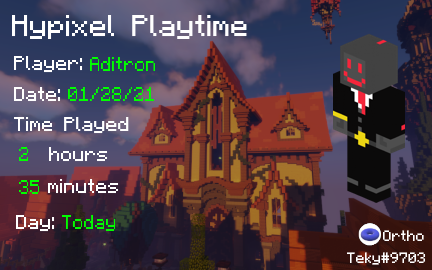 Hypixel Playtime
Player: Aditron
Date: 01/28/21
Time Played
2 hours
35 minutes
Day: Today
Ortho
Teky#9703